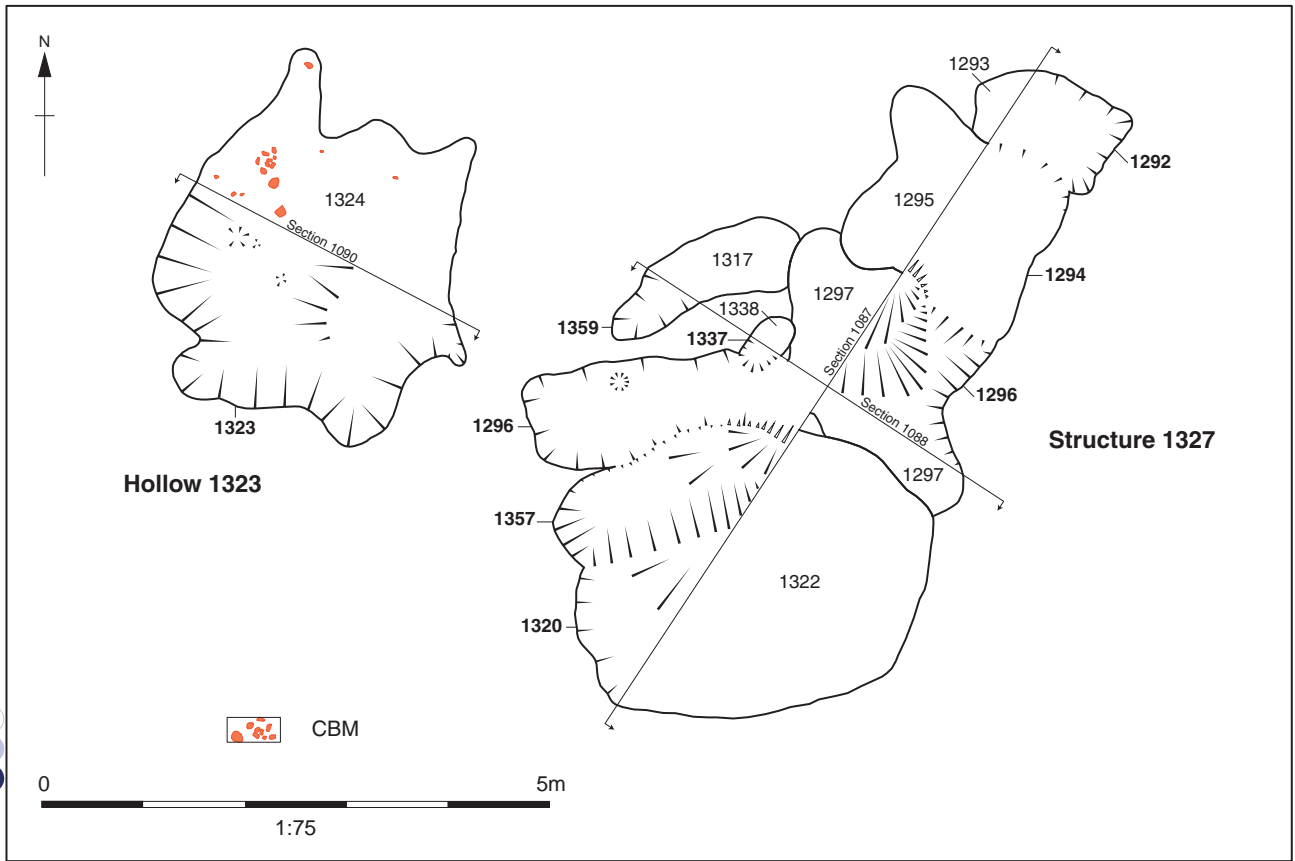 N
1293
1292
1324
1295
Section 1090
1317
1294
1297
1338
1359
1337
Section 1087
1296
Section 1088
1296
1323
Structure 1327
1297
Hollow 1323
1357
1322
1320
CBM
0 5m
1:75